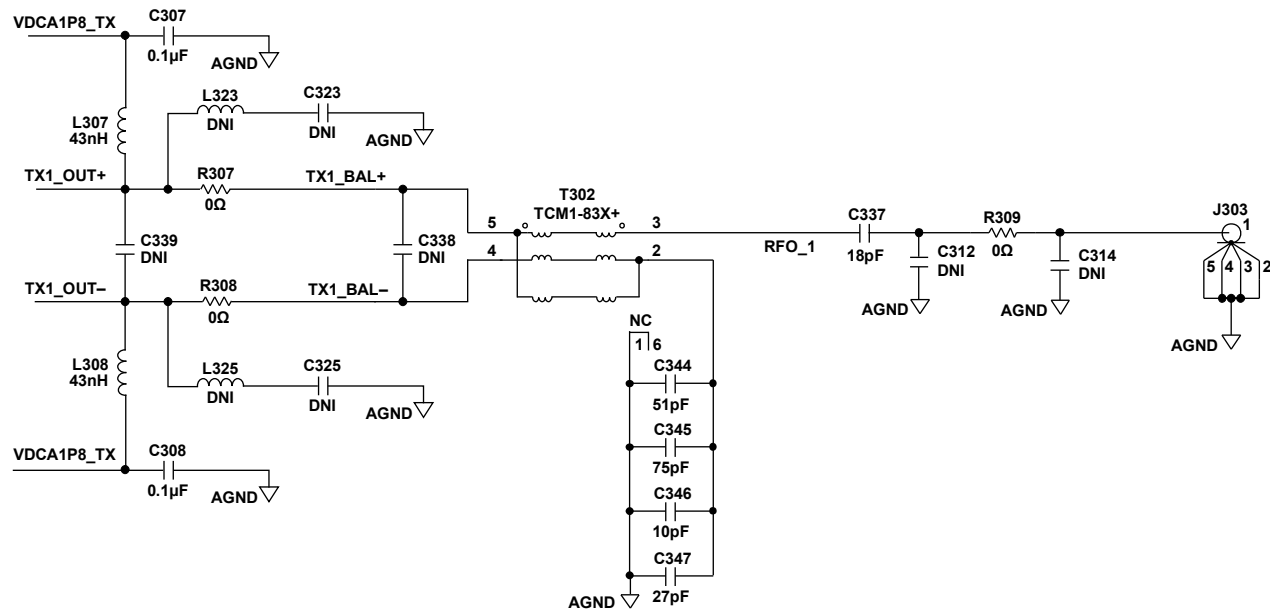 VDCA1P8_TX
C307
0.1µF
AGND
L323
DNI
C323
DNI
AGND
L307
43nH
TX1_OUT+
R307
0Ω
TX1_BAL+
T302
TCM1-83X+
5
3
C339
DNI
C338
DNI
4
2
RFO_1
C337
18pF
C312
DNI
AGND
R309
0Ω
C314
DNI
AGND
J303
1
5
4
3
2
AGND
TX1_OUT–
R308
0Ω
TX1_BAL–
L308
43nH
L325
DNI
C325
DNI
AGND
NC
1
6
C344
51pF
C345
75pF
C346
10pF
C347
27pF
AGND
VDCA1P8_TX
C308
0.1µF
AGND